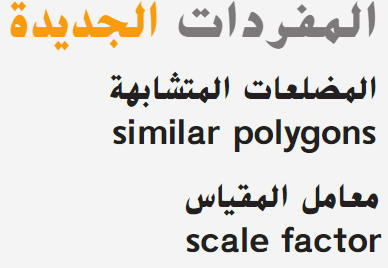 المفردات الجديدة
المضلعات المتشابهة
similar polygons
معامل المقياس
scale factor